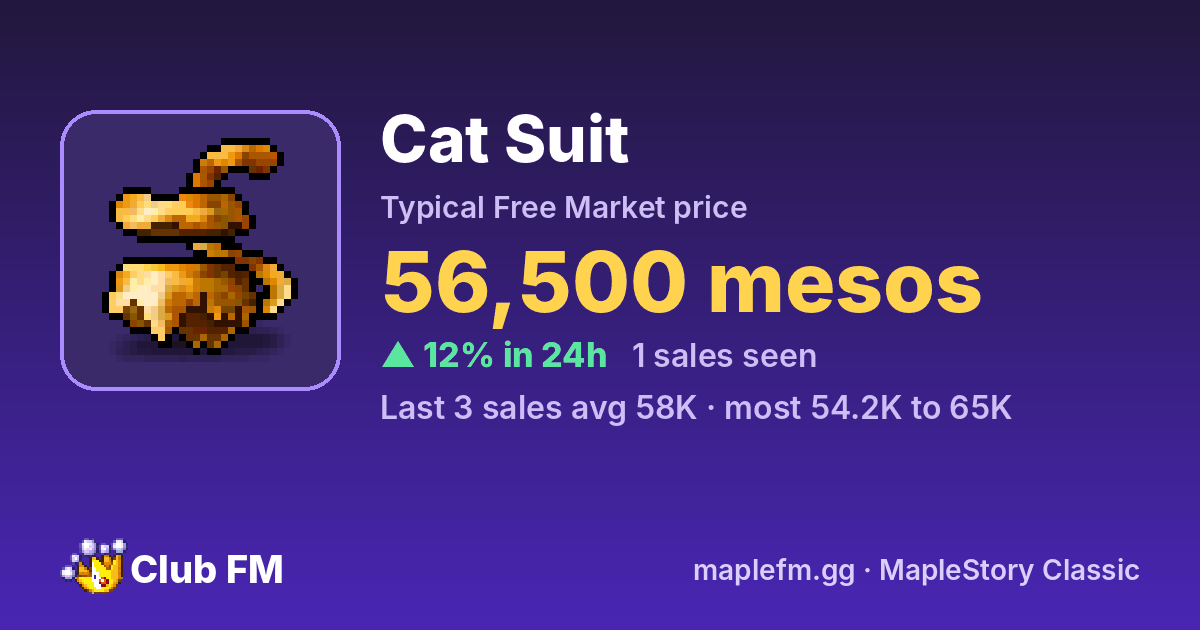 Cat Suit
Typical Free Market price
56,500 mesos
▲ 12% in 24h 1 sales seen
Last 3 sales avg 58K · most 54.2K to 65K
Club FM
maplefm.gg · MapleStory Classic